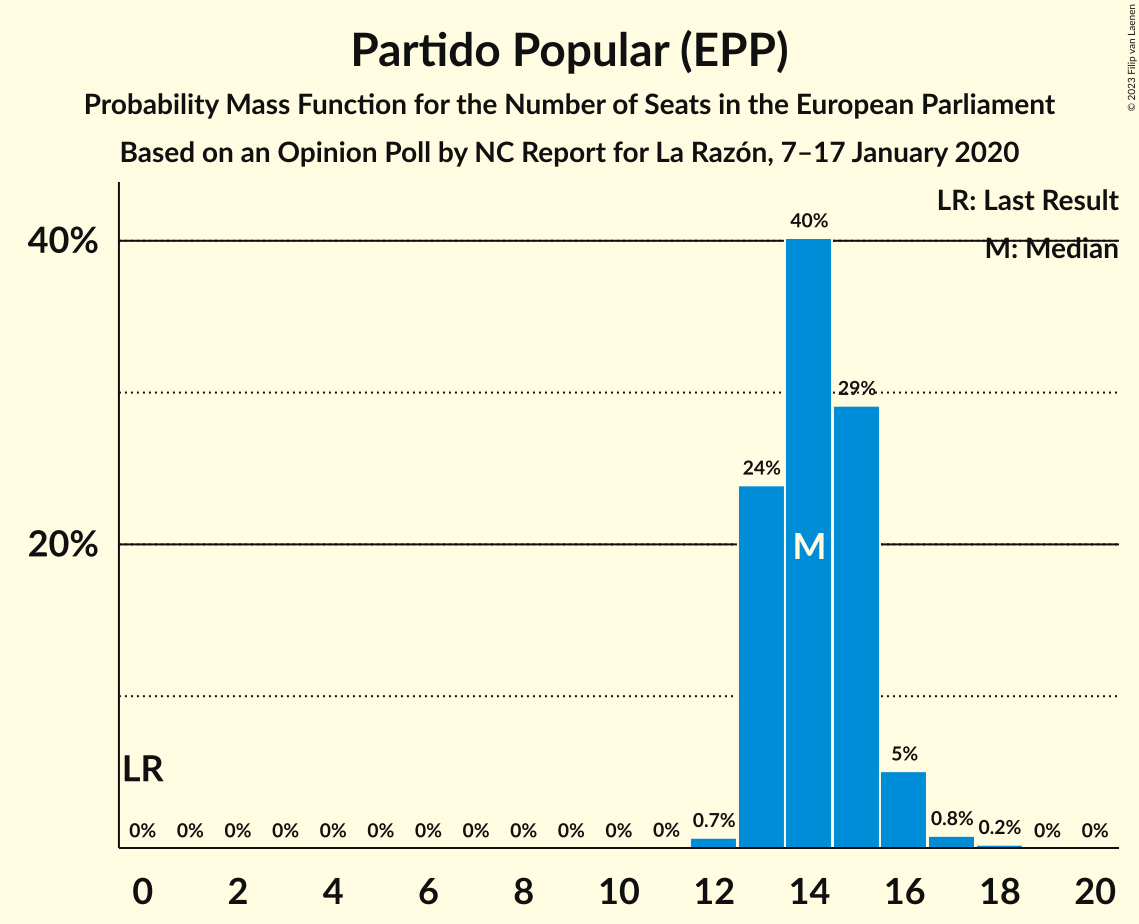 Partido Popular (EPP)
Probability Mass Function for the Number of Seats in the European Parliament
Based on an Opinion Poll by NC Report for La Razón, 7–17 January 2020
© 2023 Filip van Laenen
LR: Last Result
M: Median
40%
20%
40%
29%
24%
M
LR
5%
0% 0% 0% 0% 0% 0% 0% 0% 0% 0% 0% 0% 0.7% 0.8% 0.2% 0% 0%
0 2 4 6 8 10 12 14 16 18 20